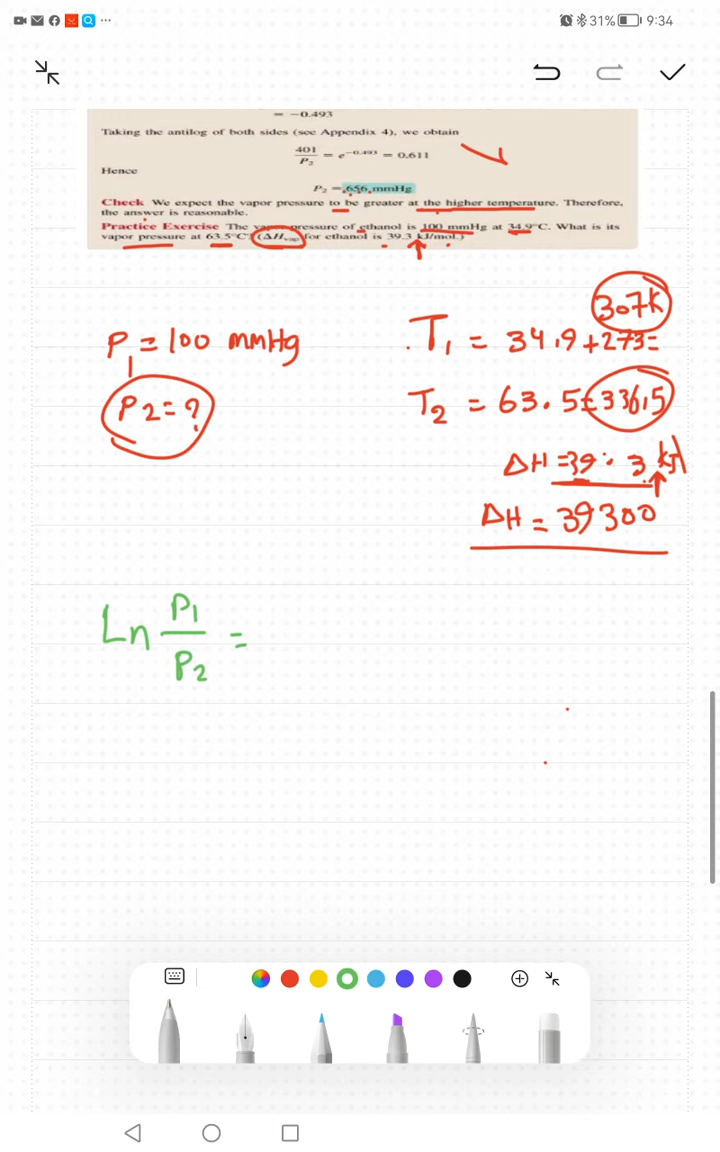 31% 9:34
= −0.493
Taking the antilog of both sides (see Appendix 4), we obtain
401/P₂ = e^−0.493 = 0.611
Hence
P₂ = 656 mmHg
Check We expect the vapor pressure to be greater at the higher temperature. Therefore,
the answer is reasonable.
Practice Exercise The vapor pressure of ethanol is 100 mmHg at 34.9°C. What is its
vapor pressure at 63.5°C? (ΔHvap for ethanol is 39.3 kJ/mol.)
307k
P₁ = 100 mmHg
T₁ = 34.9+273=
P2=?
T₂ = 63.5= 336.5
ΔH =39.3 kJ
ΔH = 39300
Ln P₁/P₂ =